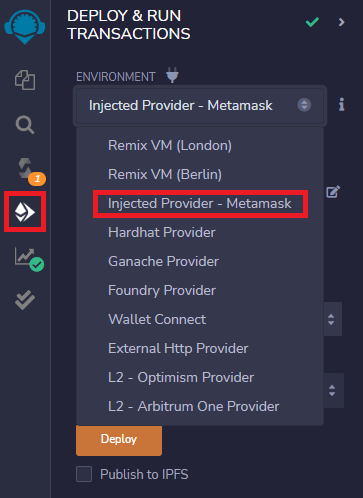 DEPLOY & RUN
TRANSACTIONS
ENVIRONMENT
Injected Provider - Metamask
Remix VM (London)
Remix VM (Berlin)
1
Injected Provider - Metamask
Hardhat Provider
Ganache Provider
Foundry Provider
Wallet Connect
External Http Provider
L2 - Optimism Provider
L2 - Arbitrum One Provider
Deploy
Publish to IPFS